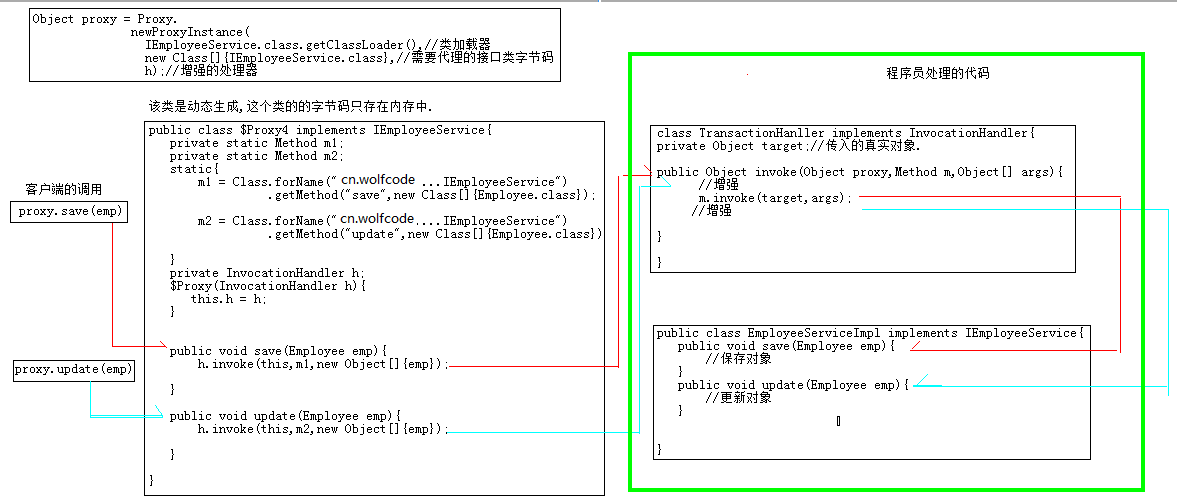 Object proxy = Proxy.
newProxyInstance(
IEmployeeService.class.getClassLoader(),//类加载器
new Class[]{IEmployeeService.class},//需要代理的接口类字节码
h);//增强的处理器
该类是动态生成,这个类的的字节码只存在内存中.
public class $Proxy4 implements IEmployeeService{
private static Method m1;
private static Method m2;
static{
m1 = Class.forName("cn.wolfcode...IEmployeeService")
.getMethod("save",new Class[]{Employee.class});
m2 = Class.forName("cn.wolfcode....IEmployeeService")
.getMethod("update",new Class[]{Employee.class})
}
private InvocationHandler h;
$Proxy(InvocationHandler h){
this.h = h;
}
public void save(Employee emp){
h.invoke(this,m1,new Object[]{emp});
}
public void update(Employee emp){
h.invoke(this,m2,new Object[]{emp});
}
}
客户端的调用
proxy.save(emp)
proxy.update(emp)
程序员处理的代码
class TransactionHanller implements InvocationHandler{
private Object target;//传入的真实对象.
public Object invoke(Object proxy,Method m,Object[] args){
//增强
m.invoke(target,args);
//增强
}
}
public class EmployeeServiceImpl implements IEmployeeService{
public void save(Employee emp){
//保存对象
}
public void update(Employee emp){
//更新对象
}
}